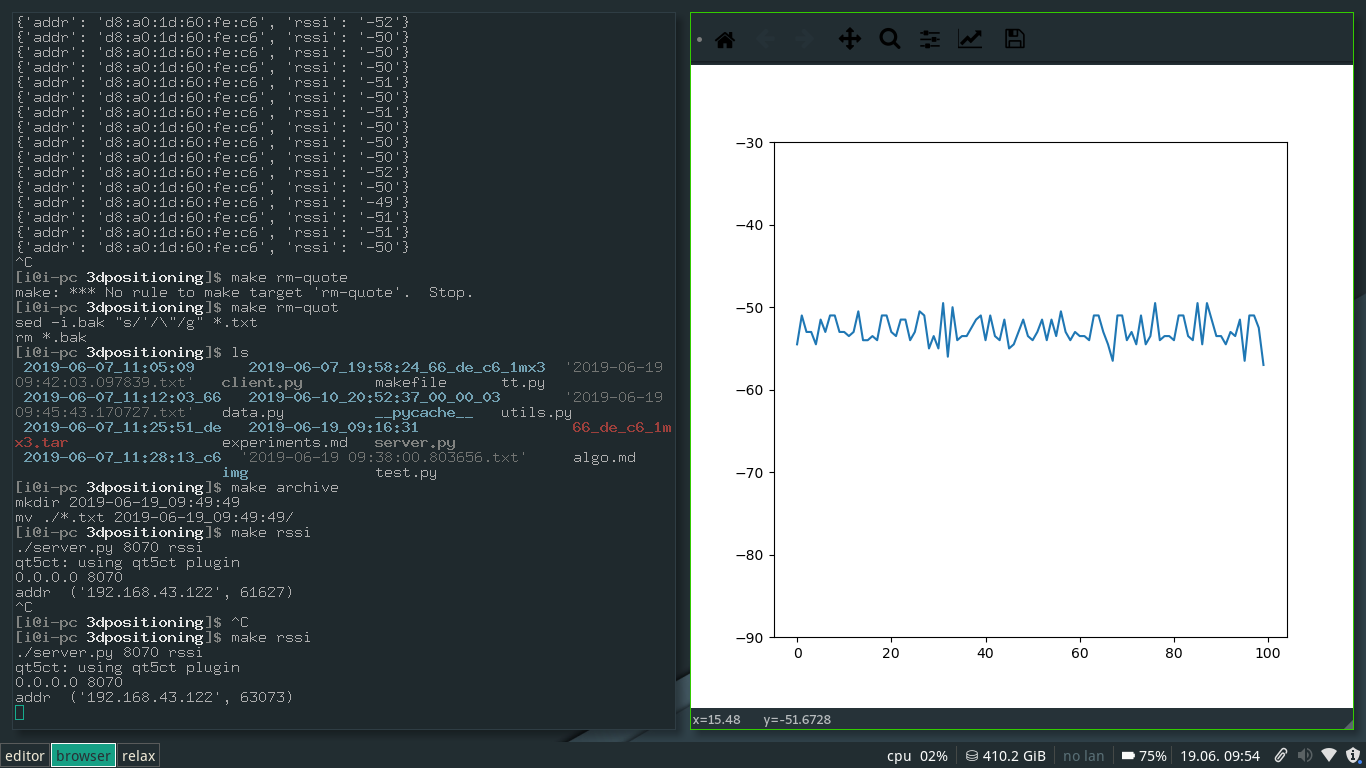 {'addr': 'd8:a0:1d:60:fe:c6', 'rssi': '-52'}
{'addr': 'd8:a0:1d:60:fe:c6', 'rssi': '-50'}
{'addr': 'd8:a0:1d:60:fe:c6', 'rssi': '-50'}
{'addr': 'd8:a0:1d:60:fe:c6', 'rssi': '-50'}
{'addr': 'd8:a0:1d:60:fe:c6', 'rssi': '-51'}
{'addr': 'd8:a0:1d:60:fe:c6', 'rssi': '-50'}
{'addr': 'd8:a0:1d:60:fe:c6', 'rssi': '-51'}
{'addr': 'd8:a0:1d:60:fe:c6', 'rssi': '-50'}
{'addr': 'd8:a0:1d:60:fe:c6', 'rssi': '-50'}
{'addr': 'd8:a0:1d:60:fe:c6', 'rssi': '-50'}
{'addr': 'd8:a0:1d:60:fe:c6', 'rssi': '-52'}
{'addr': 'd8:a0:1d:60:fe:c6', 'rssi': '-50'}
{'addr': 'd8:a0:1d:60:fe:c6', 'rssi': '-49'}
{'addr': 'd8:a0:1d:60:fe:c6', 'rssi': '-51'}
{'addr': 'd8:a0:1d:60:fe:c6', 'rssi': '-51'}
{'addr': 'd8:a0:1d:60:fe:c6', 'rssi': '-50'}
^C
[i@i-pc 3dpositioning]$ make rm-quote
make: *** No rule to make target 'rm-quote'.  Stop.
[i@i-pc 3dpositioning]$ make rm-quot
sed -i.bak "s/'/\"/g" *.txt
rm *.bak
[i@i-pc 3dpositioning]$ ls
2019-06-07_11:05:09 2019-06-07_19:58:24_66_de_c6_1mx3 '2019-06-19
09:42:03.097839.txt' client.py makefile tt.py
2019-06-07_11:12:03_66 2019-06-10_20:52:37_00_00_03 '2019-06-19
09:45:43.170727.txt' data.py __pycache__ utils.py
2019-06-07_11:25:51_de 2019-06-19_09:16:31 66_de_c6_1m
x3.tar experiments.md server.py
2019-06-07_11:28:13_c6 '2019-06-19 09:38:00.803656.txt' algo.md
img test.py
[i@i-pc 3dpositioning]$ make archive
mkdir 2019-06-19_09:49:49
mv ./*.txt 2019-06-19_09:49:49/
[i@i-pc 3dpositioning]$ make rssi
./server.py 8070 rssi
qt5ct: using qt5ct plugin
0.0.0.0 8070
addr  ('192.168.43.122', 61627)
^C
[i@i-pc 3dpositioning]$ ^C
[i@i-pc 3dpositioning]$ make rssi
./server.py 8070 rssi
qt5ct: using qt5ct plugin
0.0.0.0 8070
addr  ('192.168.43.122', 63073)
−30
−40
−50
−60
−70
−80
−90
0 20 40 60 80 100
x=15.48 y=-51.6728
editor browser relax cpu 02% 410.2 GiB no lan 75% 19.06. 09:54